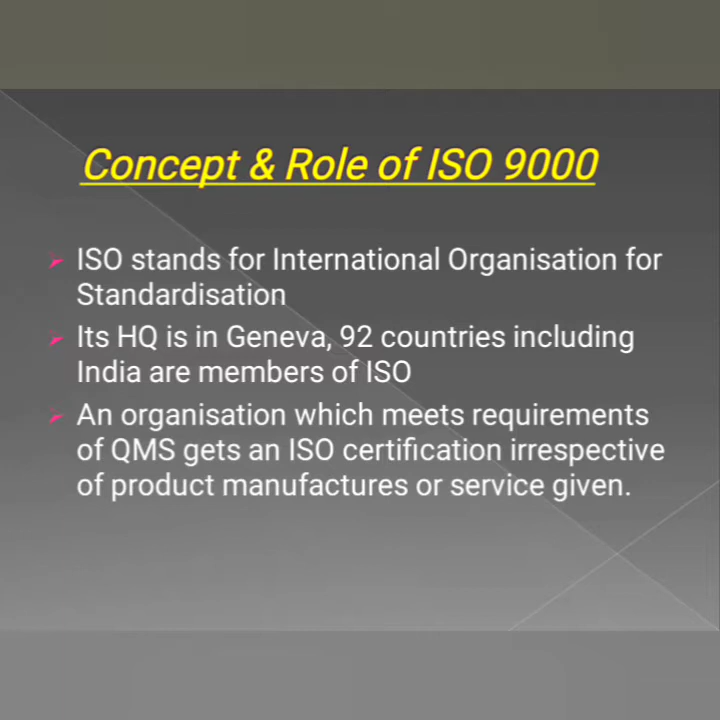 Concept & Role of ISO 9000
ISO stands for International Organisation for
Standardisation
Its HQ is in Geneva, 92 countries including
India are members of ISO
An organisation which meets requirements
of QMS gets an ISO certification irrespective
of product manufactures or service given.